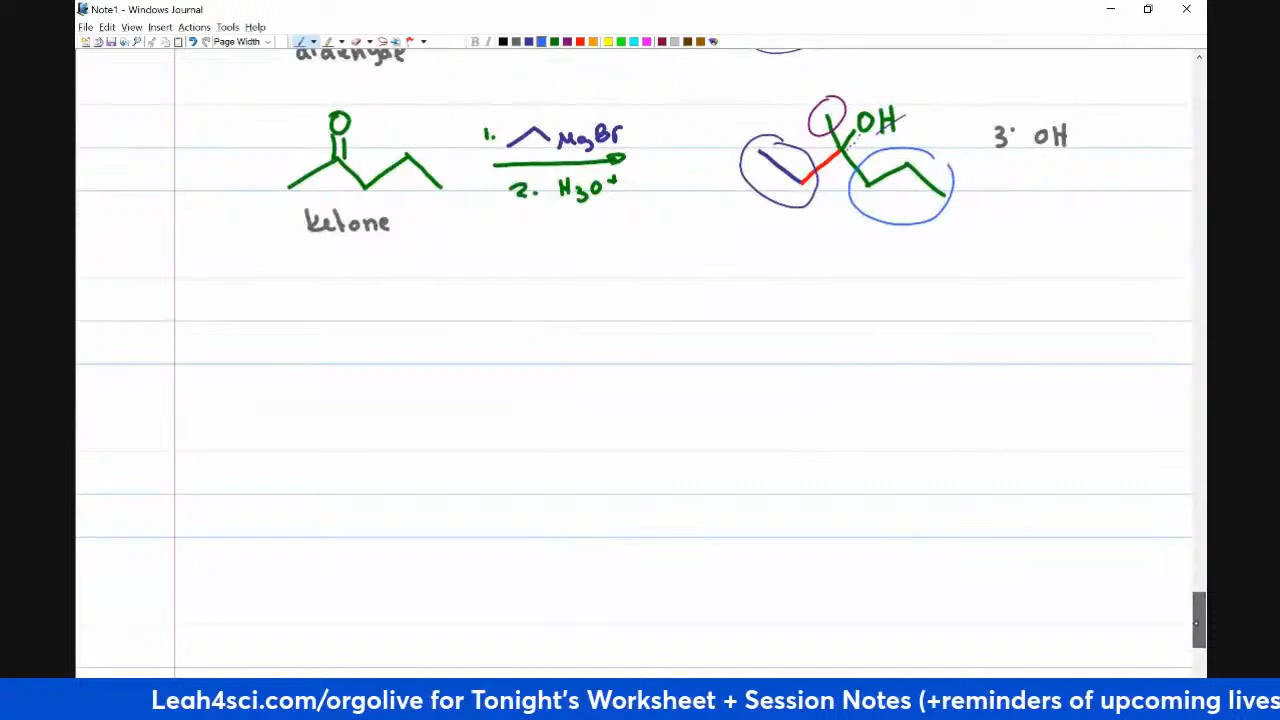 Note1 - Windows Journal
File Edit View Insert Actions Tools Help
Page Width
B I
aldehyde
O
1. MgBr
2. H3O+
ketone
OH
3° OH
Leah4sci.com/orgolive for Tonight's Worksheet + Session Notes (+reminders of upcoming lives